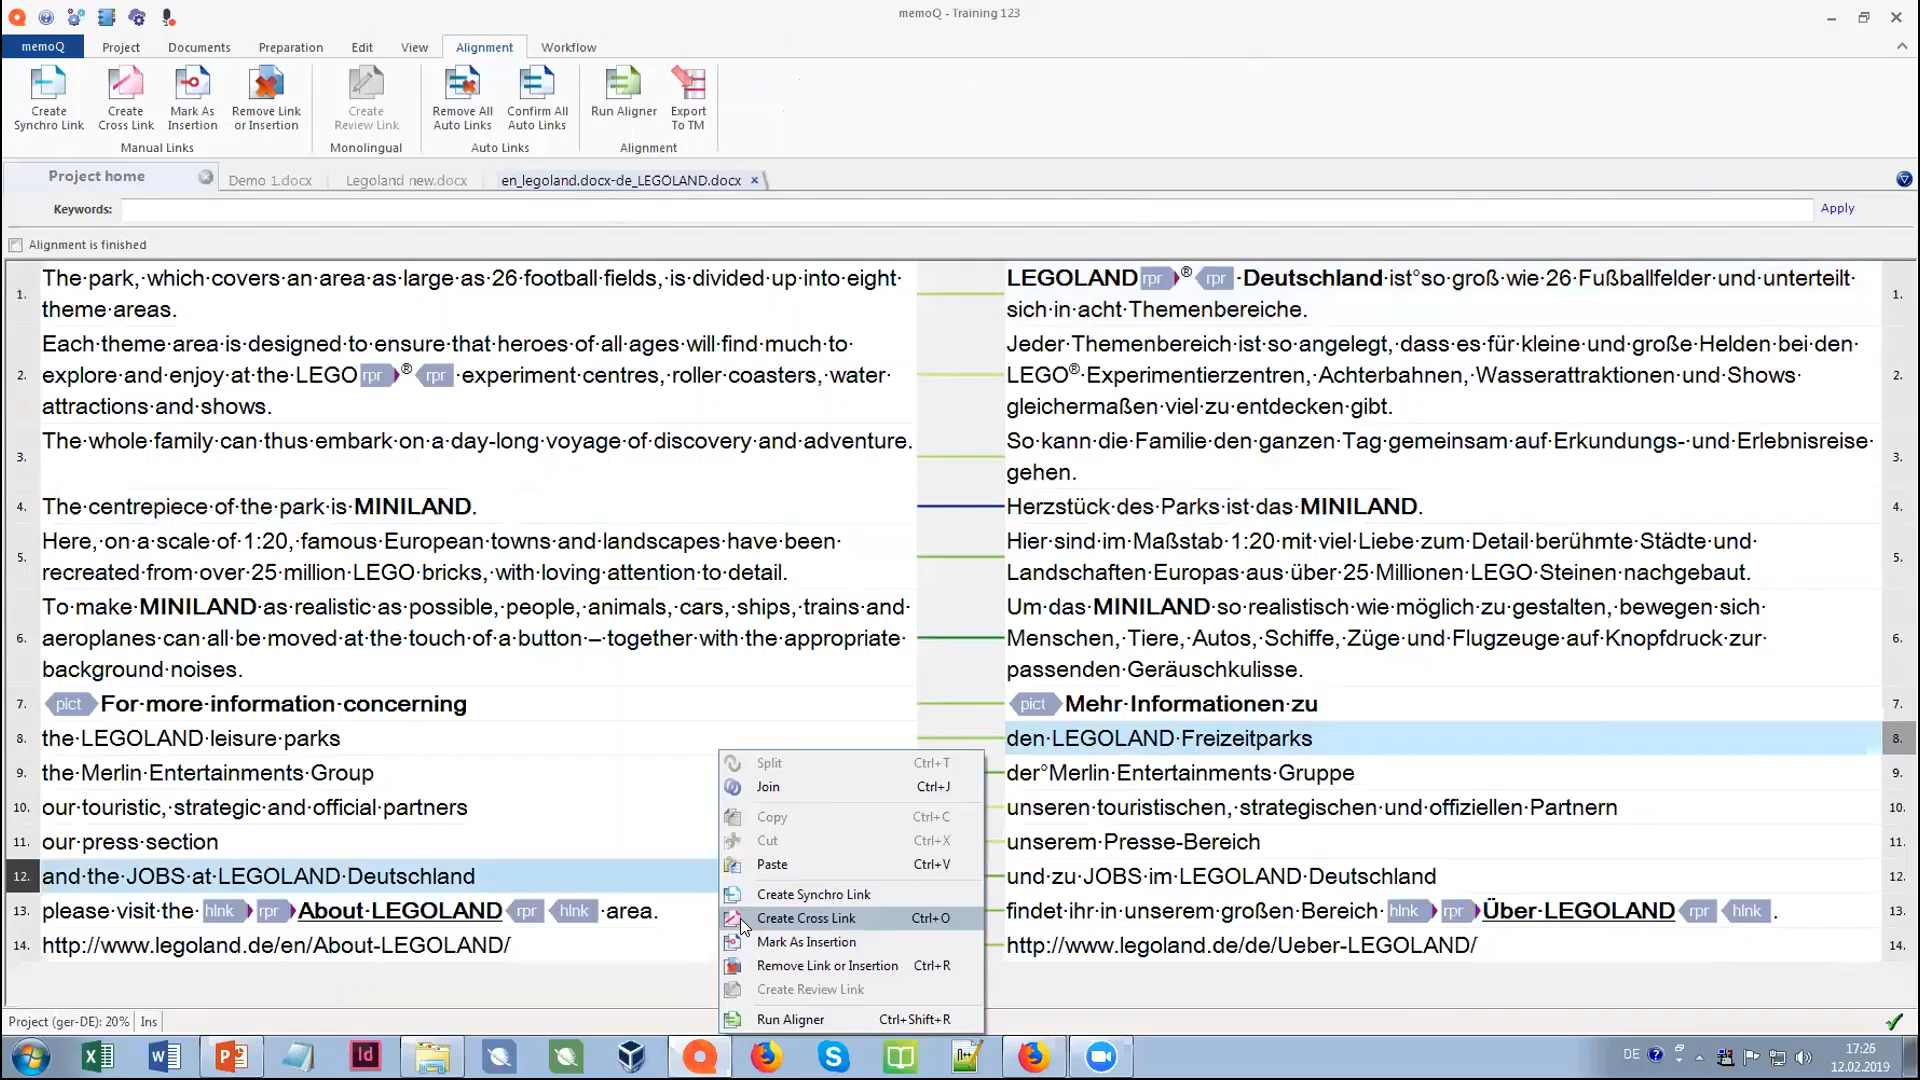 memoQ - Training 123
memoQ Project Documents Preparation Edit View Alignment Workflow
Create Synchro Link
Create Cross Link
Mark As Insertion
Remove Link or Insertion
Create Review Link
Remove All Auto Links
Confirm All Auto Links
Run Aligner
Export To TM
Manual Links Monolingual Auto Links Alignment
Project home Demo 1.docx Legoland new.docx en_legoland.docx-de_LEGOLAND.docx
Keywords: Apply
Alignment is finished
1. The·park,·which·covers·an·area·as·large·as·26·football·fields,·is·divided·up·into·eight·
theme·areas.
2. Each·theme·area·is·designed·to·ensure·that·heroes·of·all·ages·will·find·much·to·
explore·and·enjoy·at·the·LEGO rpr ® rpr ·experiment·centres,·roller·coasters,·water·
attractions·and·shows.
3. The·whole·family·can·thus·embark·on·a·day-long·voyage·of·discovery·and·adventure.
4. The·centrepiece·of·the·park·is·MINILAND.
5. Here,·on·a·scale·of·1:20,·famous·European·towns·and·landscapes·have·been·
recreated·from·over·25·million·LEGO·bricks,·with·loving·attention·to·detail.
6. To·make·MINILAND·as·realistic·as·possible,·people,·animals,·cars,·ships,·trains·and·
aeroplanes·can·all·be·moved·at·the·touch·of·a·button·–·together·with·the·appropriate·
background·noises.
7. pict For·more·information·concerning
8. the·LEGOLAND·leisure·parks
9. the·Merlin·Entertainments·Group
10. our·touristic,·strategic·and·official·partners
11. our·press·section
12. and·the·JOBS·at·LEGOLAND·Deutschland
13. please·visit·the· hlnk rpr About·LEGOLAND rpr hlnk ·area.
14. http://www.legoland.de/en/About-LEGOLAND/
LEGOLAND rpr ® rpr ·Deutschland·ist°so·groß·wie·26·Fußballfelder·und·unterteilt·
sich·in·acht·Themenbereiche. 1.
Jeder·Themenbereich·ist·so·angelegt,·dass·es·für·kleine·und·große·Helden·bei·den·
LEGO®·Experimentierzentren,·Achterbahnen,·Wasserattraktionen·und·Shows· 2.
gleichermaßen·viel·zu·entdecken·gibt.
So·kann·die·Familie·den·ganzen·Tag·gemeinsam·auf·Erkundungs-·und·Erlebnisreise·
gehen. 3.
Herzstück·des·Parks·ist·das·MINILAND. 4.
Hier·sind·im·Maßstab·1:20·mit·viel·Liebe·zum·Detail·berühmte·Städte·und·
Landschaften·Europas·aus·über·25·Millionen·LEGO·Steinen·nachgebaut. 5.
Um·das·MINILAND·so·realistisch·wie·möglich·zu·gestalten,·bewegen·sich·
Menschen,·Tiere,·Autos,·Schiffe,·Züge·und·Flugzeuge·auf·Knopfdruck·zur· 6.
passenden·Geräuschkulisse.
pict Mehr·Informationen·zu 7.
den·LEGOLAND·Freizeitparks 8.
der°Merlin·Entertainments·Gruppe 9.
unseren·touristischen,·strategischen·und·offiziellen·Partnern 10.
unserem·Presse-Bereich 11.
und·zu·JOBS·im·LEGOLAND·Deutschland 12.
findet·ihr·in·unserem·großen·Bereich· hlnk rpr Über·LEGOLAND rpr hlnk . 13.
http://www.legoland.de/de/Ueber-LEGOLAND/ 14.
Split Ctrl+T
Join Ctrl+J
Copy Ctrl+C
Cut Ctrl+X
Paste Ctrl+V
Create Synchro Link
Create Cross Link Ctrl+O
Mark As Insertion
Remove Link or Insertion Ctrl+R
Create Review Link
Run Aligner Ctrl+Shift+R
Project (ger-DE): 20% Ins
DE
17:26
12.02.2019